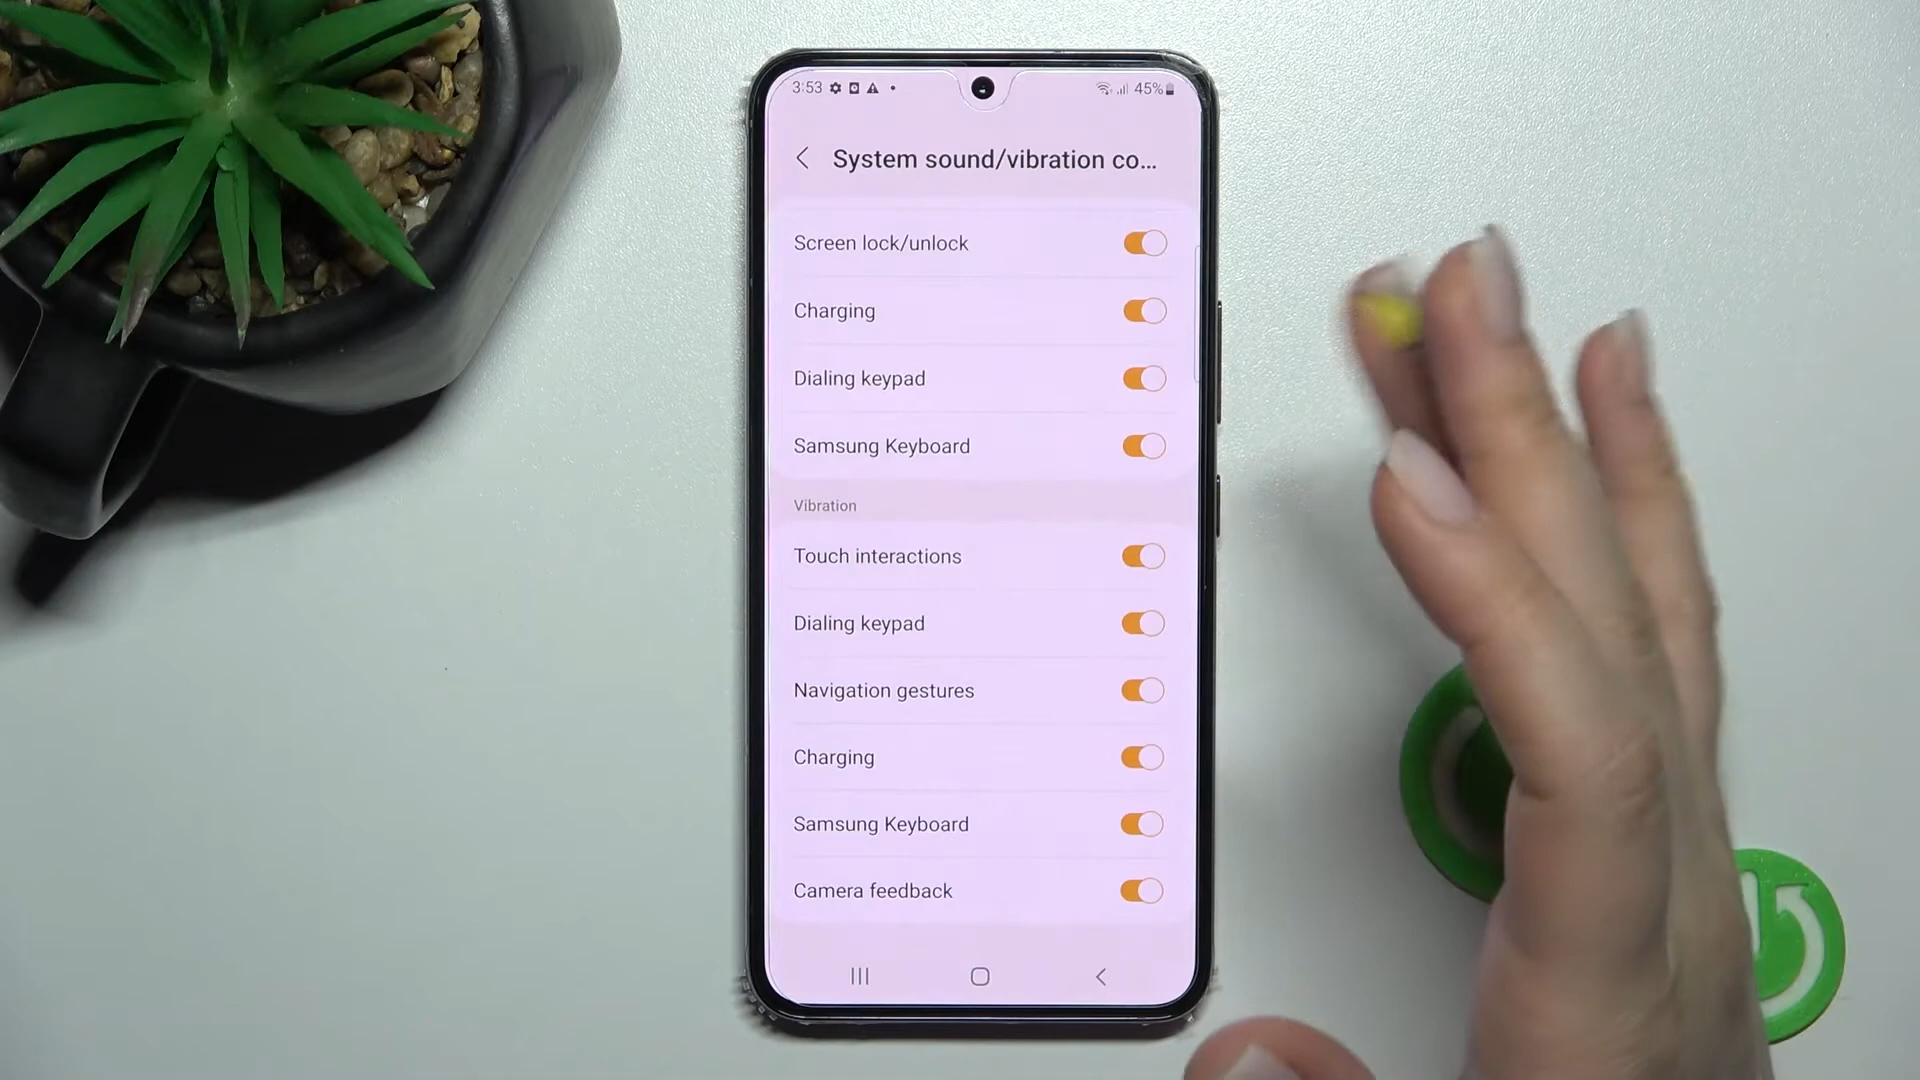 3:53 45%
System sound/vibration co...
Screen lock/unlock
Charging
Dialing keypad
Samsung Keyboard
Vibration
Touch interactions
Dialing keypad
Navigation gestures
Charging
Samsung Keyboard
Camera feedback